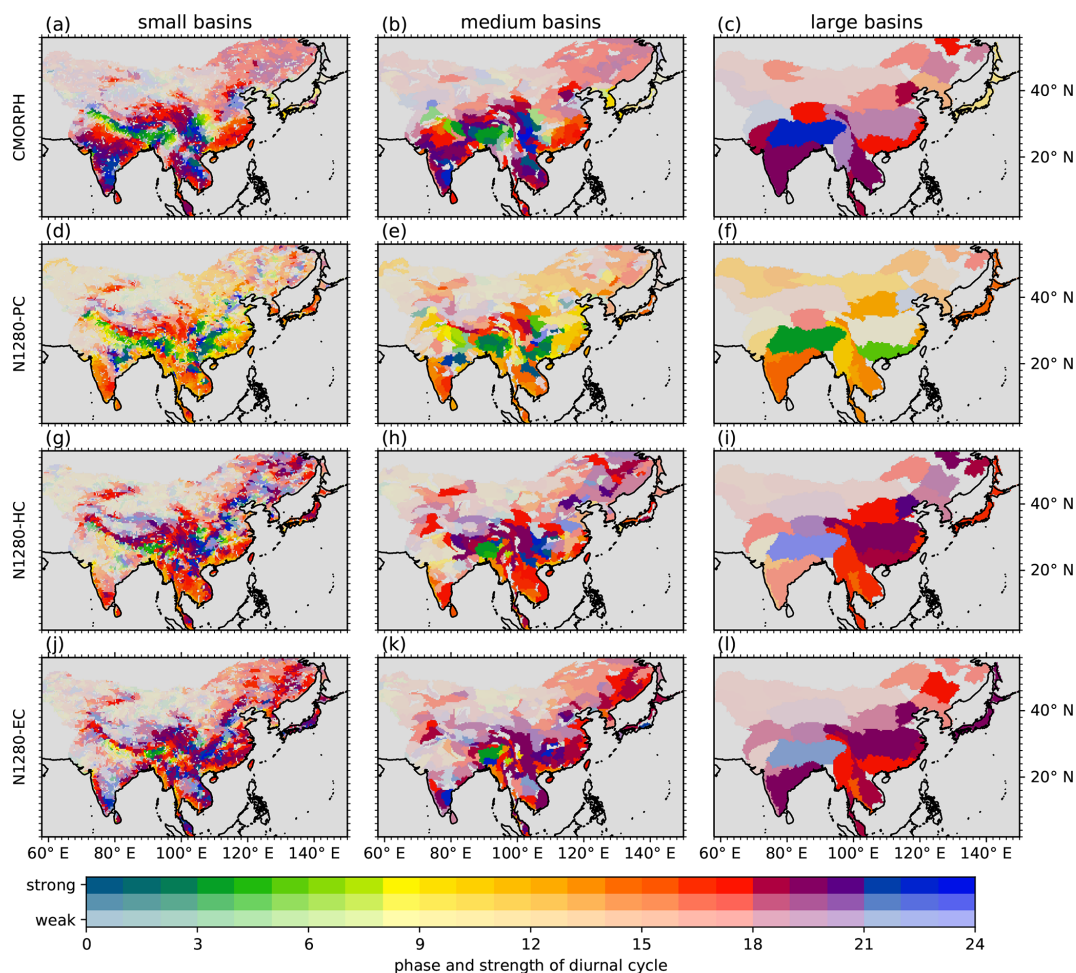 small basins
medium basins
large basins
(a)
(b)
(c)
CMORPH
40° N
20° N
(d)
(e)
(f)
N1280-PC
40° N
20° N
(g)
(h)
(i)
N1280-HC
40° N
20° N
(j)
(k)
(l)
N1280-EC
40° N
20° N
60° E 80° E 100° E 120° E 140° E
60° E 80° E 100° E 120° E 140° E
60° E 80° E 100° E 120° E 140° E
strong
weak
0 3 6 9 12 15 18 21 24
phase and strength of diurnal cycle